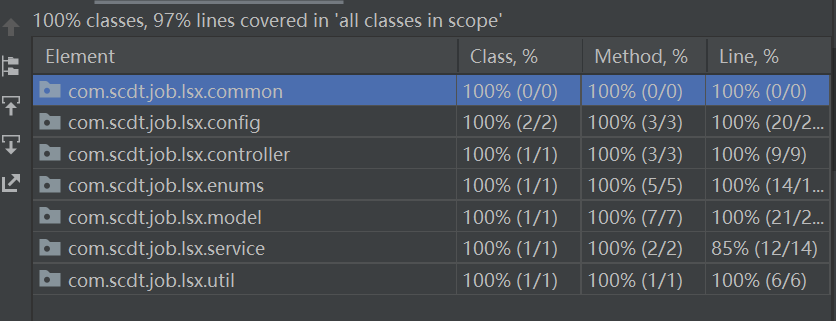 100% classes, 97% lines covered in 'all classes in scope'
Element Class, % Method, % Line, %
com.scdt.job.lsx.common 100% (0/0) 100% (0/0) 100% (0/0)
com.scdt.job.lsx.config 100% (2/2) 100% (3/3) 100% (20/2...
com.scdt.job.lsx.controller 100% (1/1) 100% (3/3) 100% (9/9)
com.scdt.job.lsx.enums 100% (1/1) 100% (5/5) 100% (14/1...
com.scdt.job.lsx.model 100% (1/1) 100% (7/7) 100% (21/2...
com.scdt.job.lsx.service 100% (1/1) 100% (2/2) 85% (12/14)
com.scdt.job.lsx.util 100% (1/1) 100% (1/1) 100% (6/6)